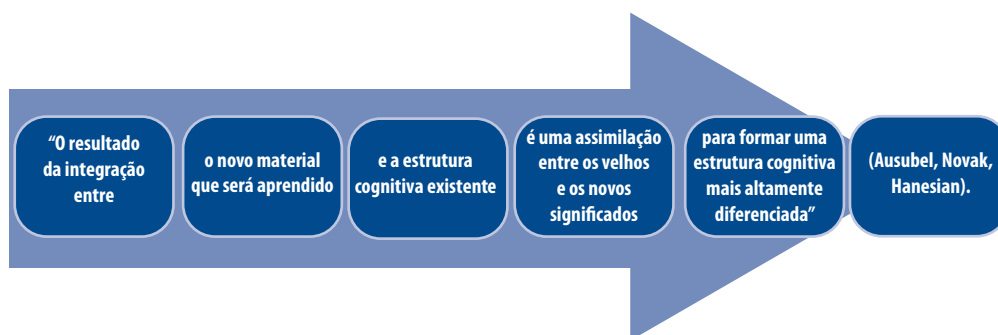 “O resultado
da integração
entre
o novo material
que será aprendido
e a estrutura
cognitiva existente
é uma assimilação
entre os velhos
e os novos
significados
para formar uma
estrutura cognitiva
mais altamente
diferenciada”
(Ausubel, Novak,
Hanesian).